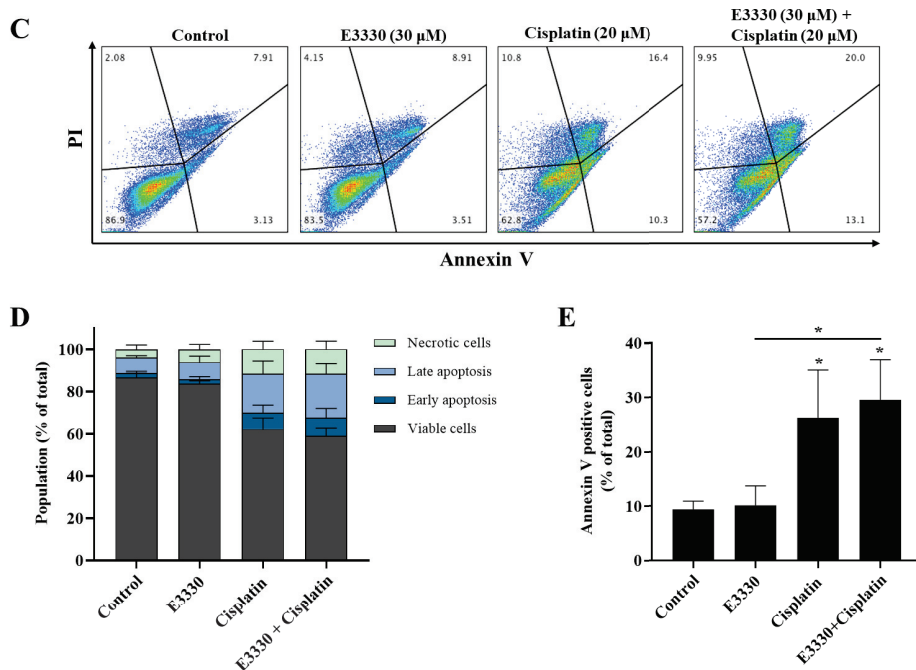 C
Control
E3330 (30 μM)
Cisplatin (20 μM)
E3330 (30 μM) +
Cisplatin (20 μM)
PI
2.08
7.91
86.9
3.13
4.15
8.91
83.5
3.51
10.8
16.4
62.8
10.3
9.95
20.0
57.2
13.1
Annexin V
D
Population (% of total)
100
80
60
40
20
0
Control
E3330
Cisplatin
E3330 + Cisplatin
Necrotic cells
Late apoptosis
Early apoptosis
Viable cells
E
Annexin V positive cells
(% of total)
40
30
20
10
0
*
*
*
Control
E3330
Cisplatin
E3330+Cisplatin